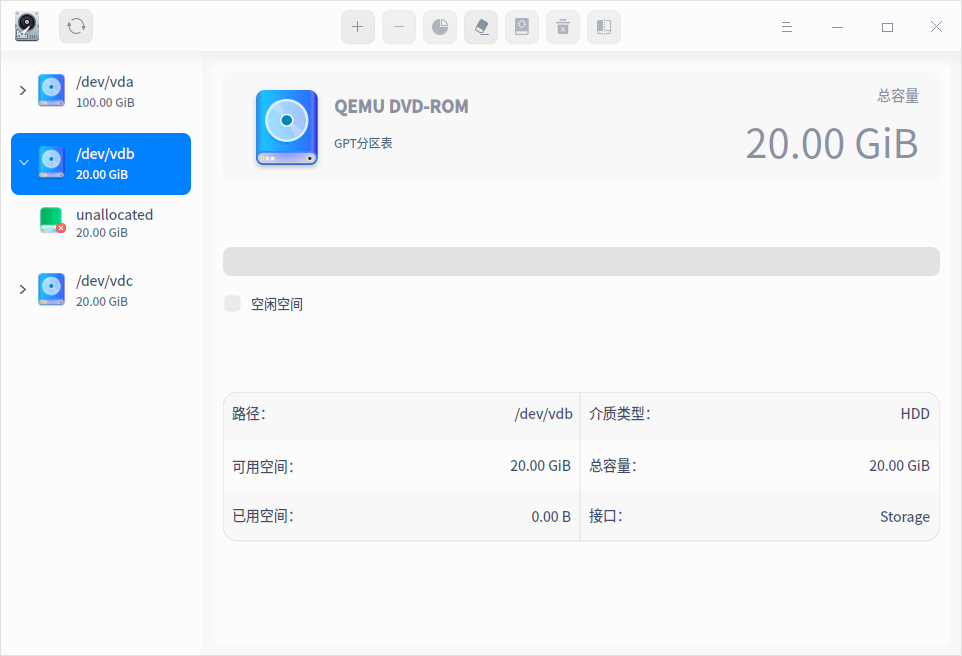 /dev/vda
100.00 GiB
/dev/vdb
20.00 GiB
unallocated
20.00 GiB
/dev/vdc
20.00 GiB
QEMU DVD-ROM
GPT分区表
总容量
20.00 GiB
空闲空间
路径： /dev/vdb 介质类型： HDD
可用空间： 20.00 GiB 总容量： 20.00 GiB
已用空间： 0.00 B 接口： Storage